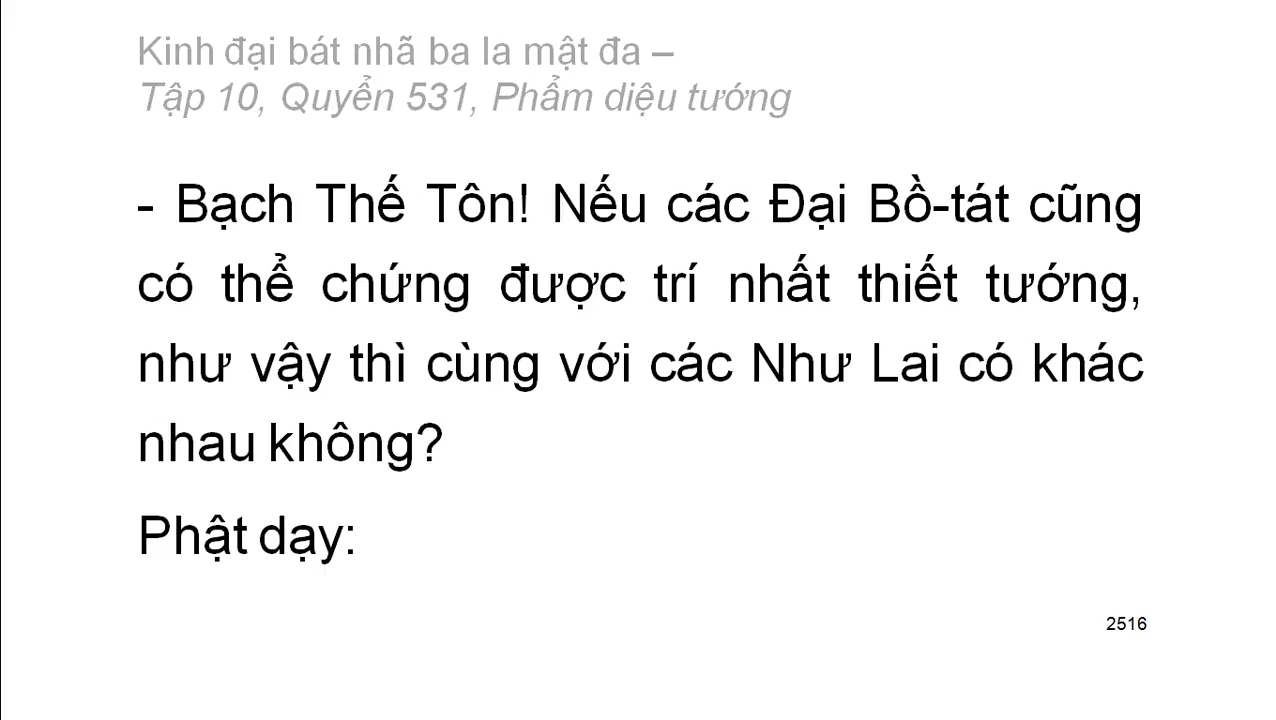 Kinh đại bát nhã ba la mật đa –
Tập 10, Quyển 531, Phẩm diệu tướng
- Bạch Thế Tôn! Nếu các Đại Bồ-tát cũng
có thể chứng được trí nhất thiết tướng,
như vậy thì cùng với các Như Lai có khác
nhau không?
Phật dạy:
2516